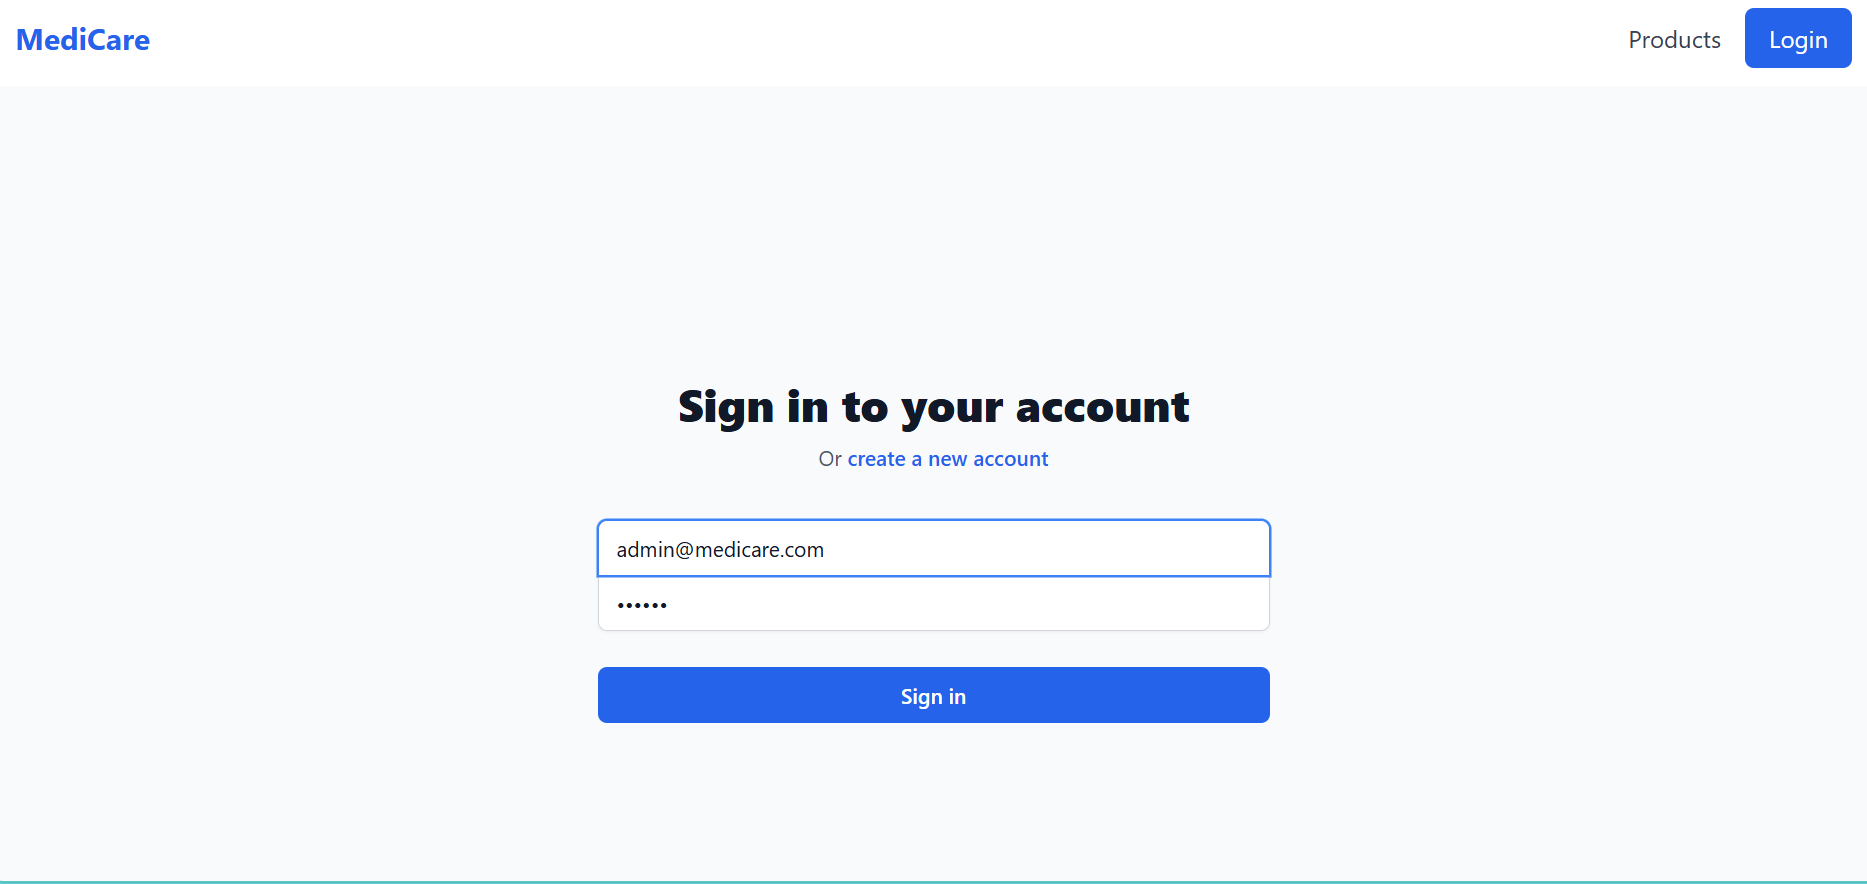 MediCare
Products
Login
Sign in to your account
Or create a new account
admin@medicare.com
••••••
Sign in